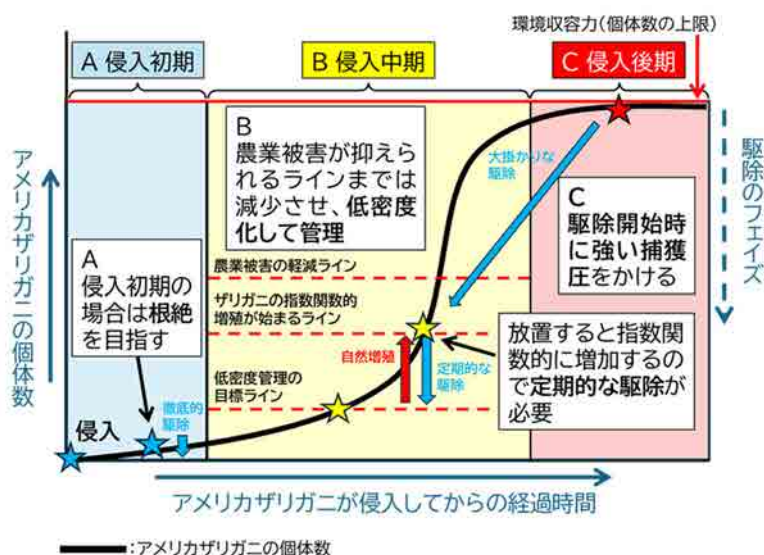 環境収容力(個体数の上限)
A 侵入初期
B 侵入中期
C 侵入後期
アメリカザリガニの個体数
駆除のフェイズ
B
農業被害が抑えら
れるラインまでは
減少させ、低密度
化して管理
大掛かりな
駆除
A
侵入初期の
場合は根絶
を目指す
C
駆除開始時
に強い捕獲
圧をかける
農業被害の軽減ライン
ザリガニの指数関数的
増殖が始まるライン
自然増殖
定期的な
駆除
放置すると指数関
数的に増加するの
で定期的な駆除が
必要
低密度管理の
目標ライン
侵入
徹底的
駆除
アメリカザリガニが侵入してからの経過時間
:アメリカザリガニの個体数